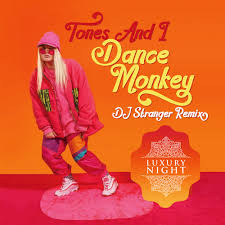 Tones And I
Dance
Monkey
DJ Stranger Remix
LUXURY
NIGHT